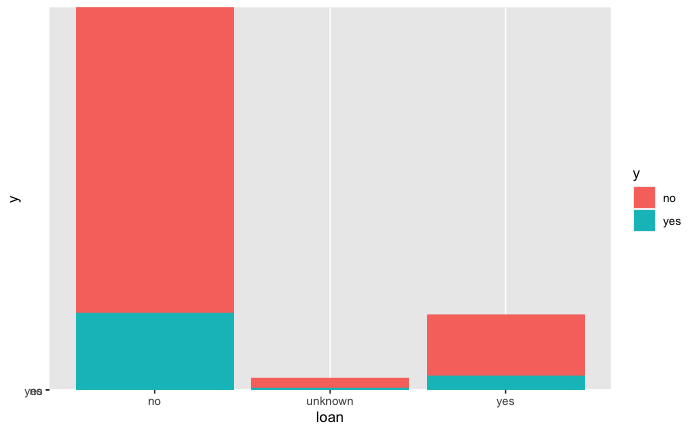 y
y
no
yes
no
unknown
yes
loan